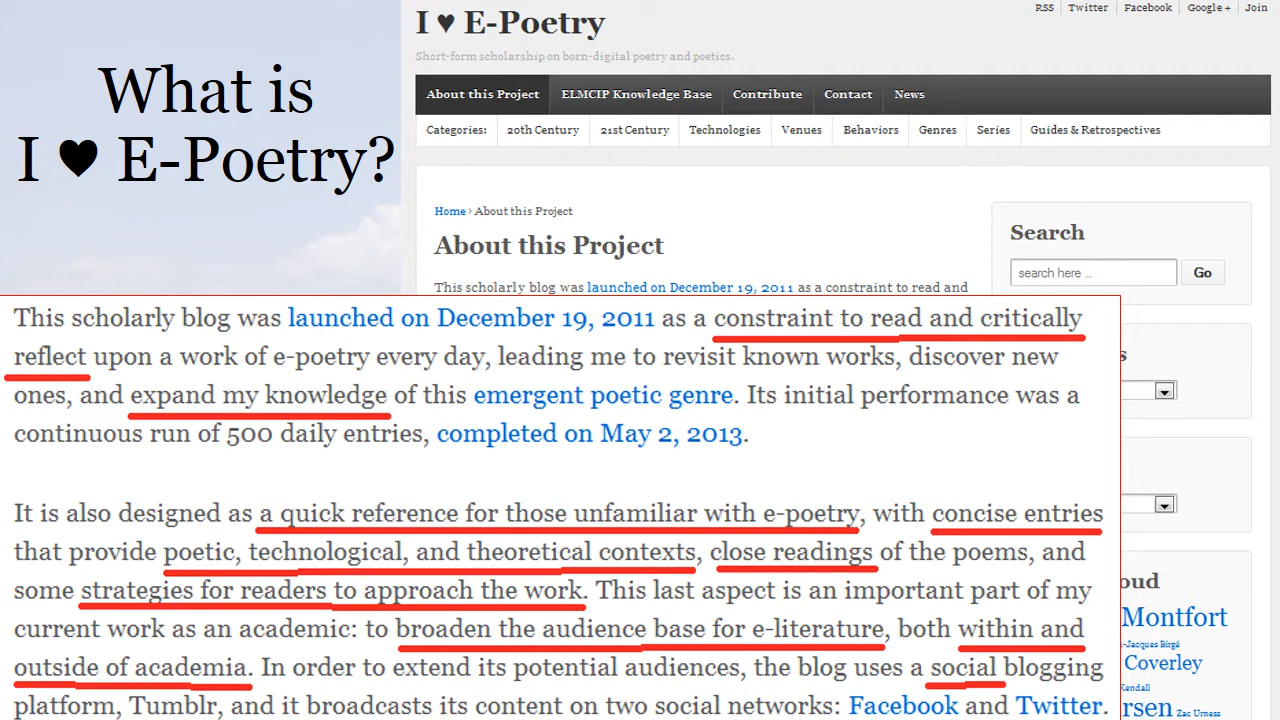 What is
I ♥ E-Poetry?
RSS Twitter Facebook Google + Join
I ♥ E-Poetry
Short-form scholarship on born-digital poetry and poetics.
About this Project ELMCIP Knowledge Base Contribute Contact News
Categories: 20th Century 21st Century Technologies Venues Behaviors Genres Series Guides & Retrospectives
Home › About this Project
About this Project
This scholarly blog was launched on December 19, 2011 as a constraint to read and
Search
search here ...
Go
This scholarly blog was launched on December 19, 2011 as a constraint to read and critically
reflect upon a work of e-poetry every day, leading me to revisit known works, discover new
ones, and expand my knowledge of this emergent poetic genre. Its initial performance was a
continuous run of 500 daily entries, completed on May 2, 2013.
It is also designed as a quick reference for those unfamiliar with e-poetry, with concise entries
that provide poetic, technological, and theoretical contexts, close readings of the poems, and
some strategies for readers to approach the work. This last aspect is an important part of my
current work as an academic: to broaden the audience base for e-literature, both within and
outside of academia. In order to extend its potential audiences, the blog uses a social blogging
platform, Tumblr, and it broadcasts its content on two social networks: Facebook and Twitter.
Montfort
-Jacques Birgé
Coverley
Kendall
Zac Urness